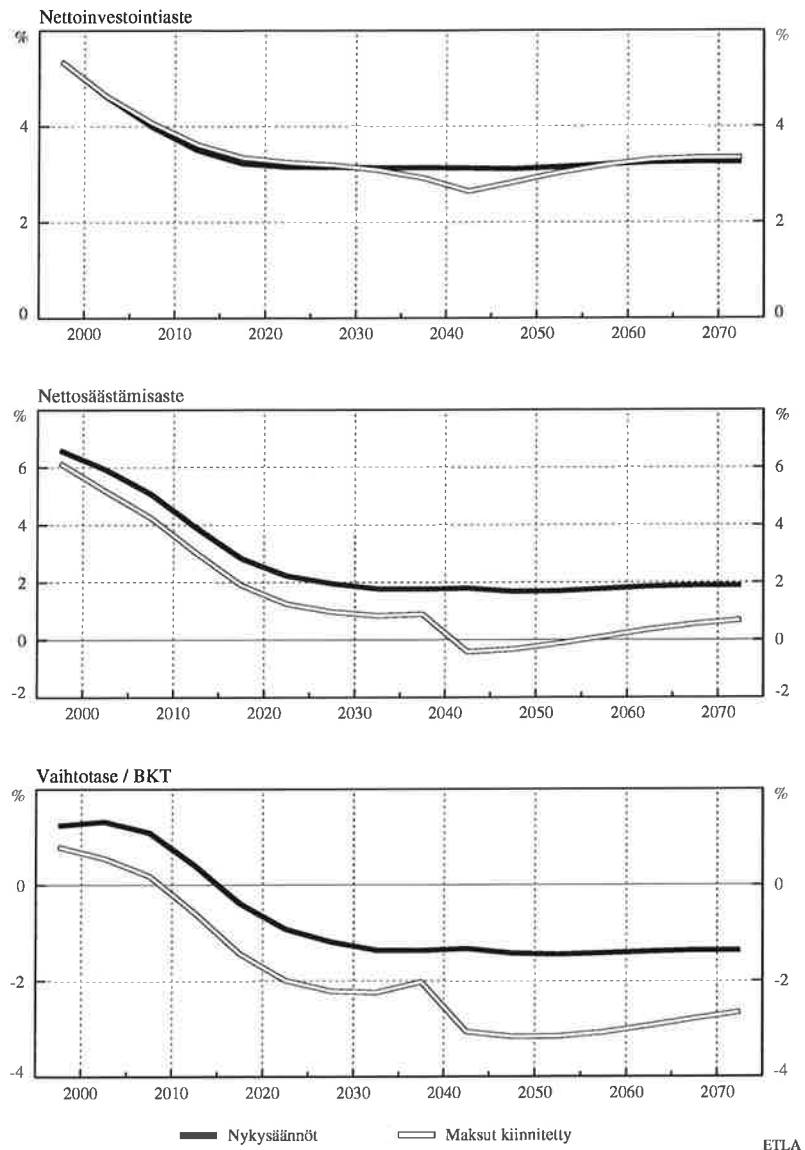 Nettoinvestointiaste
% %
4 4
2 2
0 0
2000 2010 2020 2030 2040 2050 2060 2070
Nettosäästämisaste
% %
6 6
4 4
2 2
0 0
-2 -2
2000 2010 2020 2030 2040 2050 2060 2070
Vaihtotase / BKT
% %
0 0
-2 -2
-4 -4
2000 2010 2020 2030 2040 2050 2060 2070
Nykysäännöt Maksut kiinnitetty
ETLA